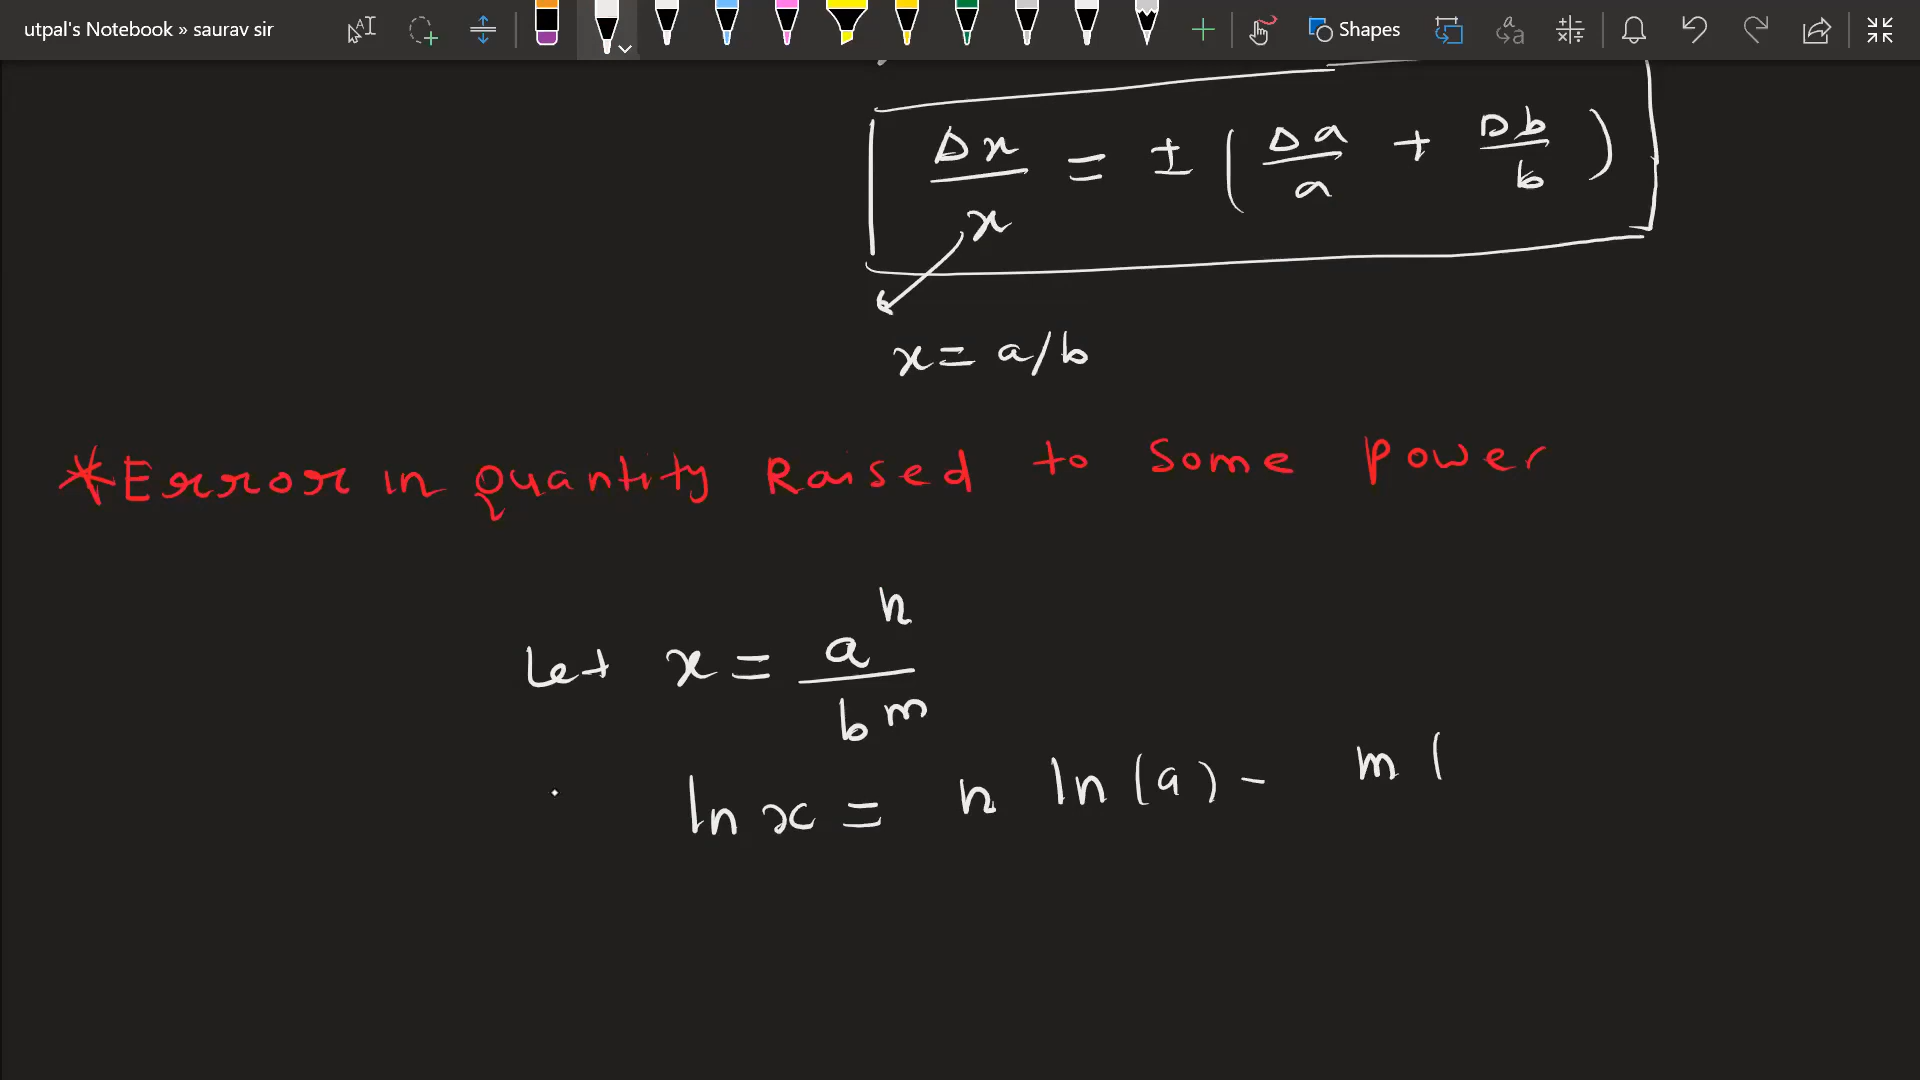 utpal's Notebook » saurav sir
Shapes
Δx/x = ± (Δa/a + Δb/b)
x = a/b
*Error in quantity Raised to some power
Let x = a^n/b^m
ln x = n ln(a) - m (